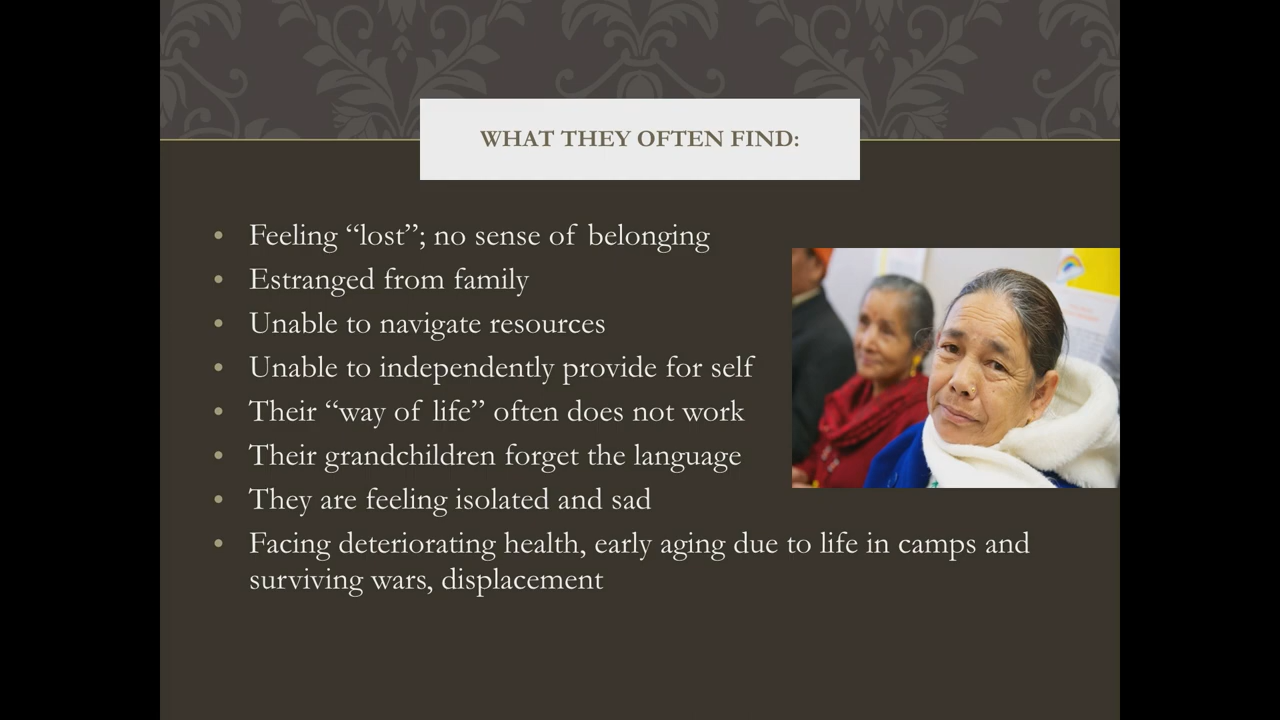 WHAT THEY OFTEN FIND:
• Feeling “lost”; no sense of belonging
• Estranged from family
• Unable to navigate resources
• Unable to independently provide for self
• Their “way of life” often does not work
• Their grandchildren forget the language
• They are feeling isolated and sad
• Facing deteriorating health, early aging due to life in camps and
surviving wars, displacement